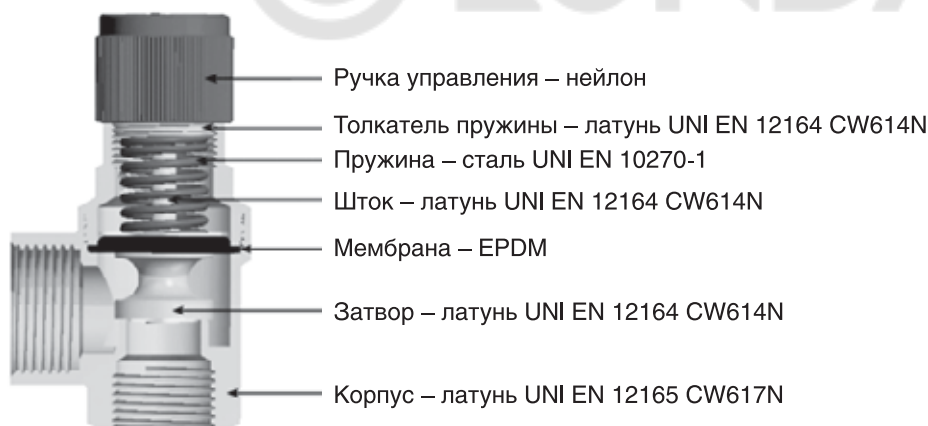 LUNDA
Ручка управления – нейлон
Толкатель пружины – латунь UNI EN 12164 CW614N
Пружина – сталь UNI EN 10270-1
Шток – латунь UNI EN 12164 CW614N
Мембрана – EPDM
Затвор – латунь UNI EN 12164 CW614N
Корпус – латунь UNI EN 12165 CW617N